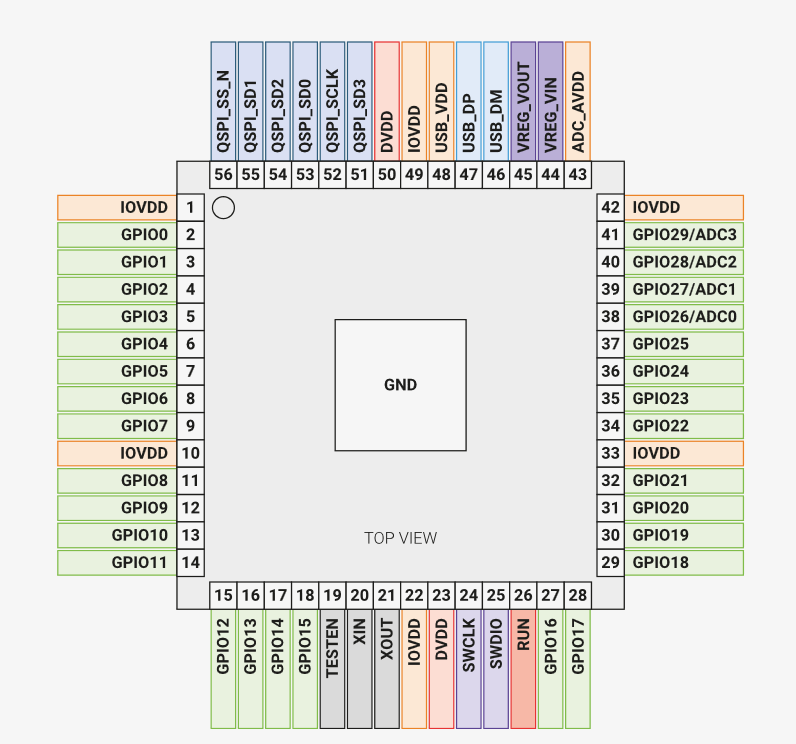 QSPI_SS_N QSPI_SD1 QSPI_SD2 QSPI_SD0 QSPI_SCLK QSPI_SD3 DVDD IOVDD USB_VDD USB_DP USB_DM VREG_VOUT VREG_VIN ADC_AVDD
56 55 54 53 52 51 50 49 48 47 46 45 44 43
IOVDD 1 42 IOVDD
GPIO0 2 41 GPIO29/ADC3
GPIO1 3 40 GPIO28/ADC2
GPIO2 4 39 GPIO27/ADC1
GPIO3 5 38 GPIO26/ADC0
GPIO4 6 37 GPIO25
GPIO5 7 36 GPIO24
GND
GPIO6 8 35 GPIO23
GPIO7 9 34 GPIO22
IOVDD 10 33 IOVDD
GPIO8 11 32 GPIO21
GPIO9 12 31 GPIO20
GPIO10 13 30 GPIO19
TOP VIEW
GPIO11 14 29 GPIO18
15 16 17 18 19 20 21 22 23 24 25 26 27 28
GPIO12 GPIO13 GPIO14 GPIO15 TESTEN XIN XOUT IOVDD DVDD SWCLK SWDIO RUN GPIO16 GPIO17